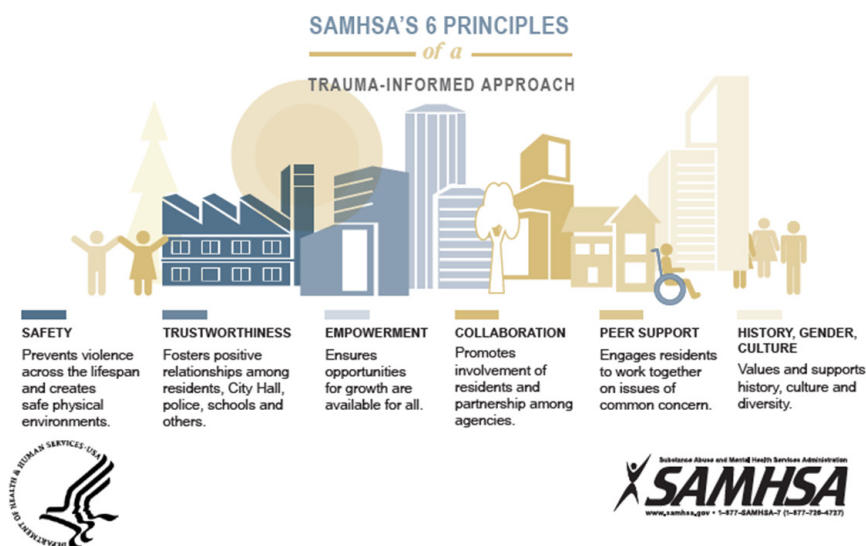 SAMHSA'S 6 PRINCIPLES
of a
TRAUMA-INFORMED APPROACH
SAFETY
Prevents violence
across the lifespan
and creates
safe physical
environments.
TRUSTWORTHINESS
Fosters positive
relationships among
residents, City Hall,
police, schools and
others.
EMPOWERMENT
Ensures
opportunities
for growth are
available for all.
COLLABORATION
Promotes
involvement of
residents and
partnership among
agencies.
PEER SUPPORT
Engages residents
to work together
on issues of
common concern.
HISTORY, GENDER,
CULTURE
Values and supports
history, culture and
diversity.
DEPARTMENT OF HEALTH & HUMAN SERVICES • USA
Substance Abuse and Mental Health Services Administration
SAMHSA
www.samhsa.gov • 1-877-SAMHSA-7 (1-877-726-4727)